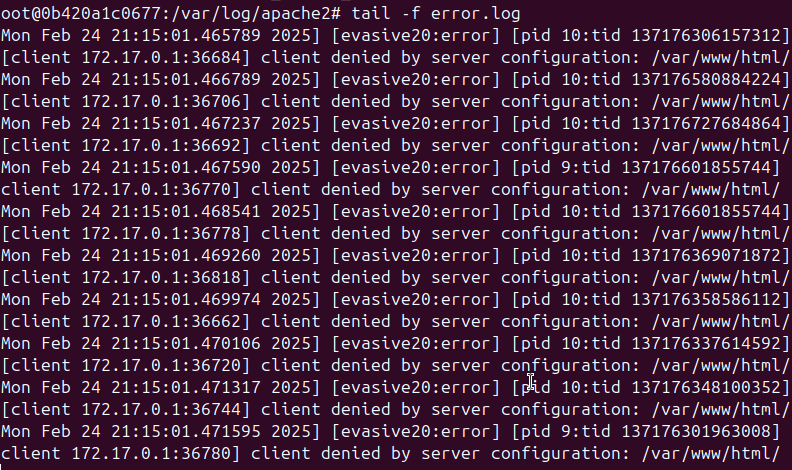 oot@0b420a1c0677:/var/log/apache2# tail -f error.log
Mon Feb 24 21:15:01.465789 2025] [evasive20:error] [pid 10:tid 137176306157312]
[client 172.17.0.1:36684] client denied by server configuration: /var/www/html/
Mon Feb 24 21:15:01.466789 2025] [evasive20:error] [pid 10:tid 137176580884224]
[client 172.17.0.1:36706] client denied by server configuration: /var/www/html/
Mon Feb 24 21:15:01.467237 2025] [evasive20:error] [pid 10:tid 137176727684864]
[client 172.17.0.1:36692] client denied by server configuration: /var/www/html/
Mon Feb 24 21:15:01.467590 2025] [evasive20:error] [pid 9:tid 137176601855744]
client 172.17.0.1:36770] client denied by server configuration: /var/www/html/
Mon Feb 24 21:15:01.468541 2025] [evasive20:error] [pid 10:tid 137176601855744]
[client 172.17.0.1:36778] client denied by server configuration: /var/www/html/
Mon Feb 24 21:15:01.469260 2025] [evasive20:error] [pid 10:tid 137176369071872]
[client 172.17.0.1:36818] client denied by server configuration: /var/www/html/
Mon Feb 24 21:15:01.469974 2025] [evasive20:error] [pid 10:tid 137176358586112]
[client 172.17.0.1:36662] client denied by server configuration: /var/www/html/
Mon Feb 24 21:15:01.470106 2025] [evasive20:error] [pid 10:tid 137176337614592]
[client 172.17.0.1:36720] client denied by server configuration: /var/www/html/
Mon Feb 24 21:15:01.471317 2025] [evasive20:error] [pid 10:tid 137176348100352]
[client 172.17.0.1:36744] client denied by server configuration: /var/www/html/
Mon Feb 24 21:15:01.471595 2025] [evasive20:error] [pid 9:tid 137176301963008]
client 172.17.0.1:36780] client denied by server configuration: /var/www/html/